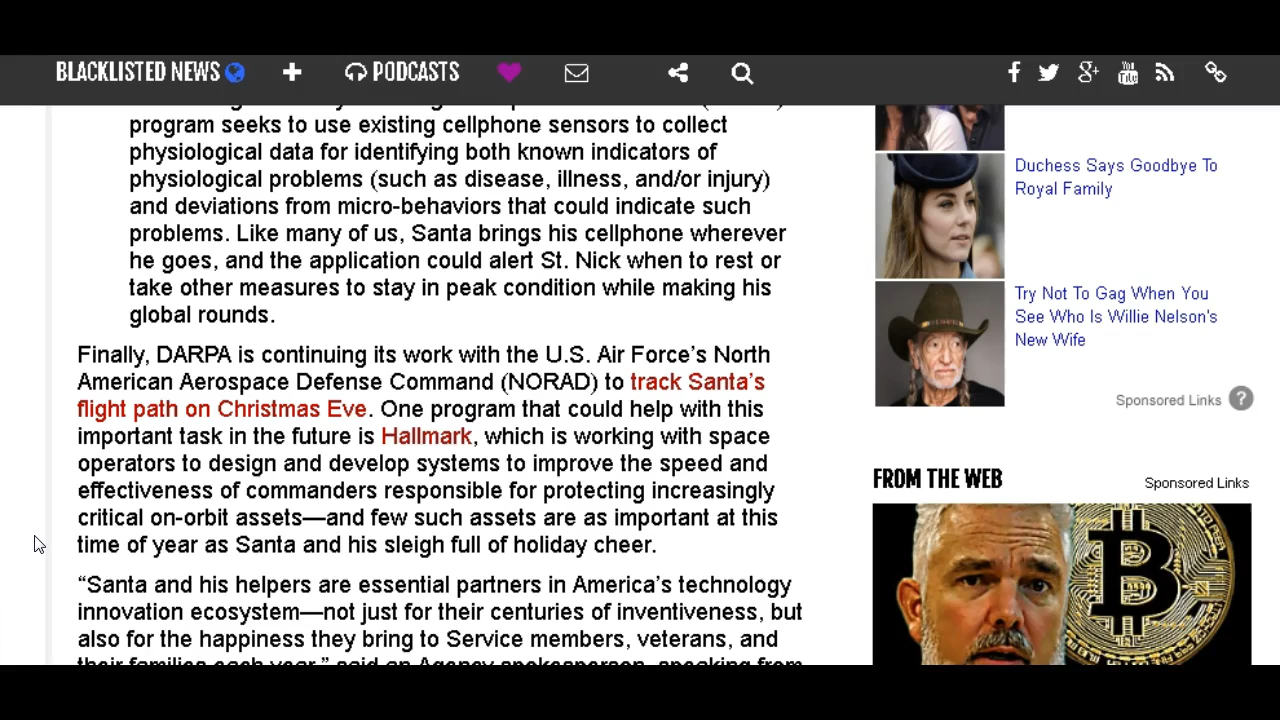 BLACKLISTED NEWS
PODCASTS
program seeks to use existing cellphone sensors to collect
physiological data for identifying both known indicators of
physiological problems (such as disease, illness, and/or injury)
and deviations from micro-behaviors that could indicate such
problems. Like many of us, Santa brings his cellphone wherever
he goes, and the application could alert St. Nick when to rest or
take other measures to stay in peak condition while making his
global rounds.
Finally, DARPA is continuing its work with the U.S. Air Force’s North
American Aerospace Defense Command (NORAD) to track Santa’s
flight path on Christmas Eve. One program that could help with this
important task in the future is Hallmark, which is working with space
operators to design and develop systems to improve the speed and
effectiveness of commanders responsible for protecting increasingly
critical on-orbit assets—and few such assets are as important at this
time of year as Santa and his sleigh full of holiday cheer.
“Santa and his helpers are essential partners in America’s technology
innovation ecosystem—not just for their centuries of inventiveness, but
also for the happiness they bring to Service members, veterans, and
their families each year,” said an Agency spokesperson, speaking from
Duchess Says Goodbye To
Royal Family
Try Not To Gag When You
See Who Is Willie Nelson's
New Wife
Sponsored Links ?
FROM THE WEB
Sponsored Links